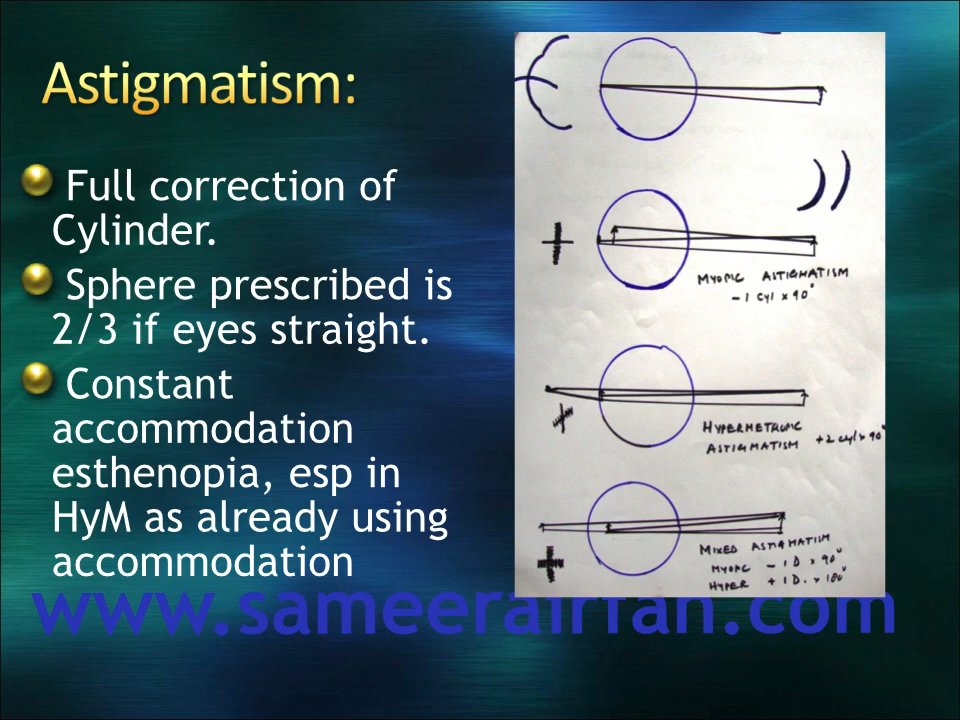 Astigmatism:
Full correction of
Cylinder.
Sphere prescribed is
2/3 if eyes straight.
Constant
accommodation
esthenopia, esp in
HyM as already using
accommodation
MYOPIC ASTIGMATISM
- 1 cyl x 90°
HYPERMETROPIC
ASTIGMATISM +2 cyl x 90°
MIXED ASTIGMATISM
MYOPIC - 1 D x 90°
HYPER + 1 D. x 180°
www.sameerairfan.com